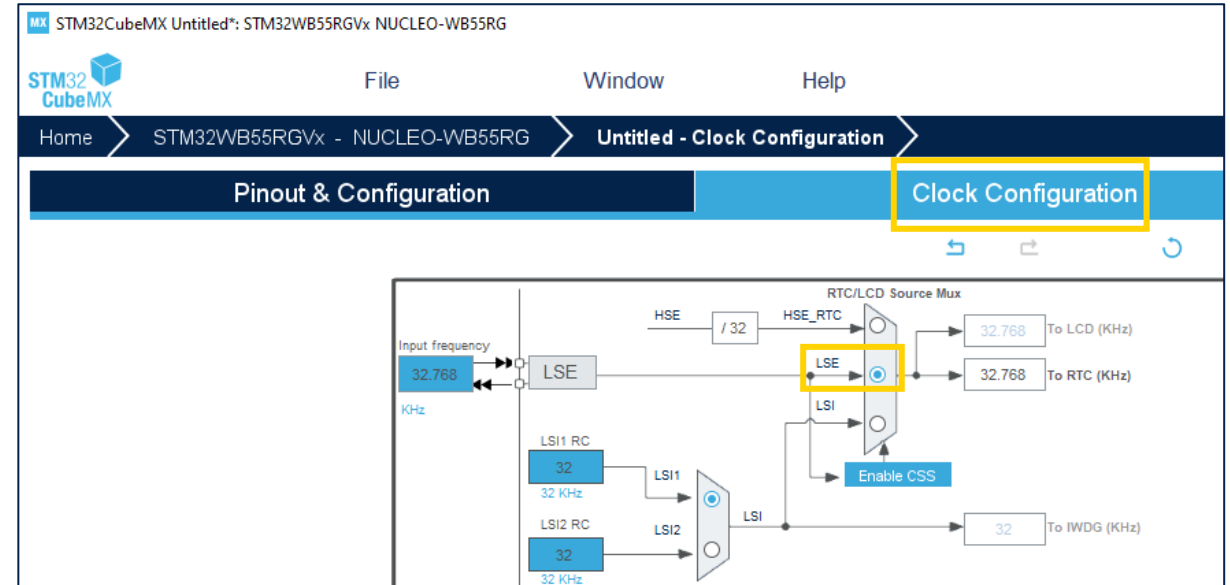 MX STM32CubeMX Untitled*: STM32WB55RGVx NUCLEO-WB55RG
STM32
CubeMX
File Window Help
Home STM32WB55RGVx - NUCLEO-WB55RG Untitled - Clock Configuration
Pinout & Configuration Clock Configuration
RTC/LCD Source Mux
HSE / 32 HSE_RTC
32.768 To LCD (KHz)
Input frequency
32.768
KHz
LSE
LSE
32.768 To RTC (KHz)
LSI
LSI1 RC
32
32 KHz
LSI1
Enable CSS
LSI2 RC
32
32 KHz
LSI2
LSI
32 To IWDG (KHz)